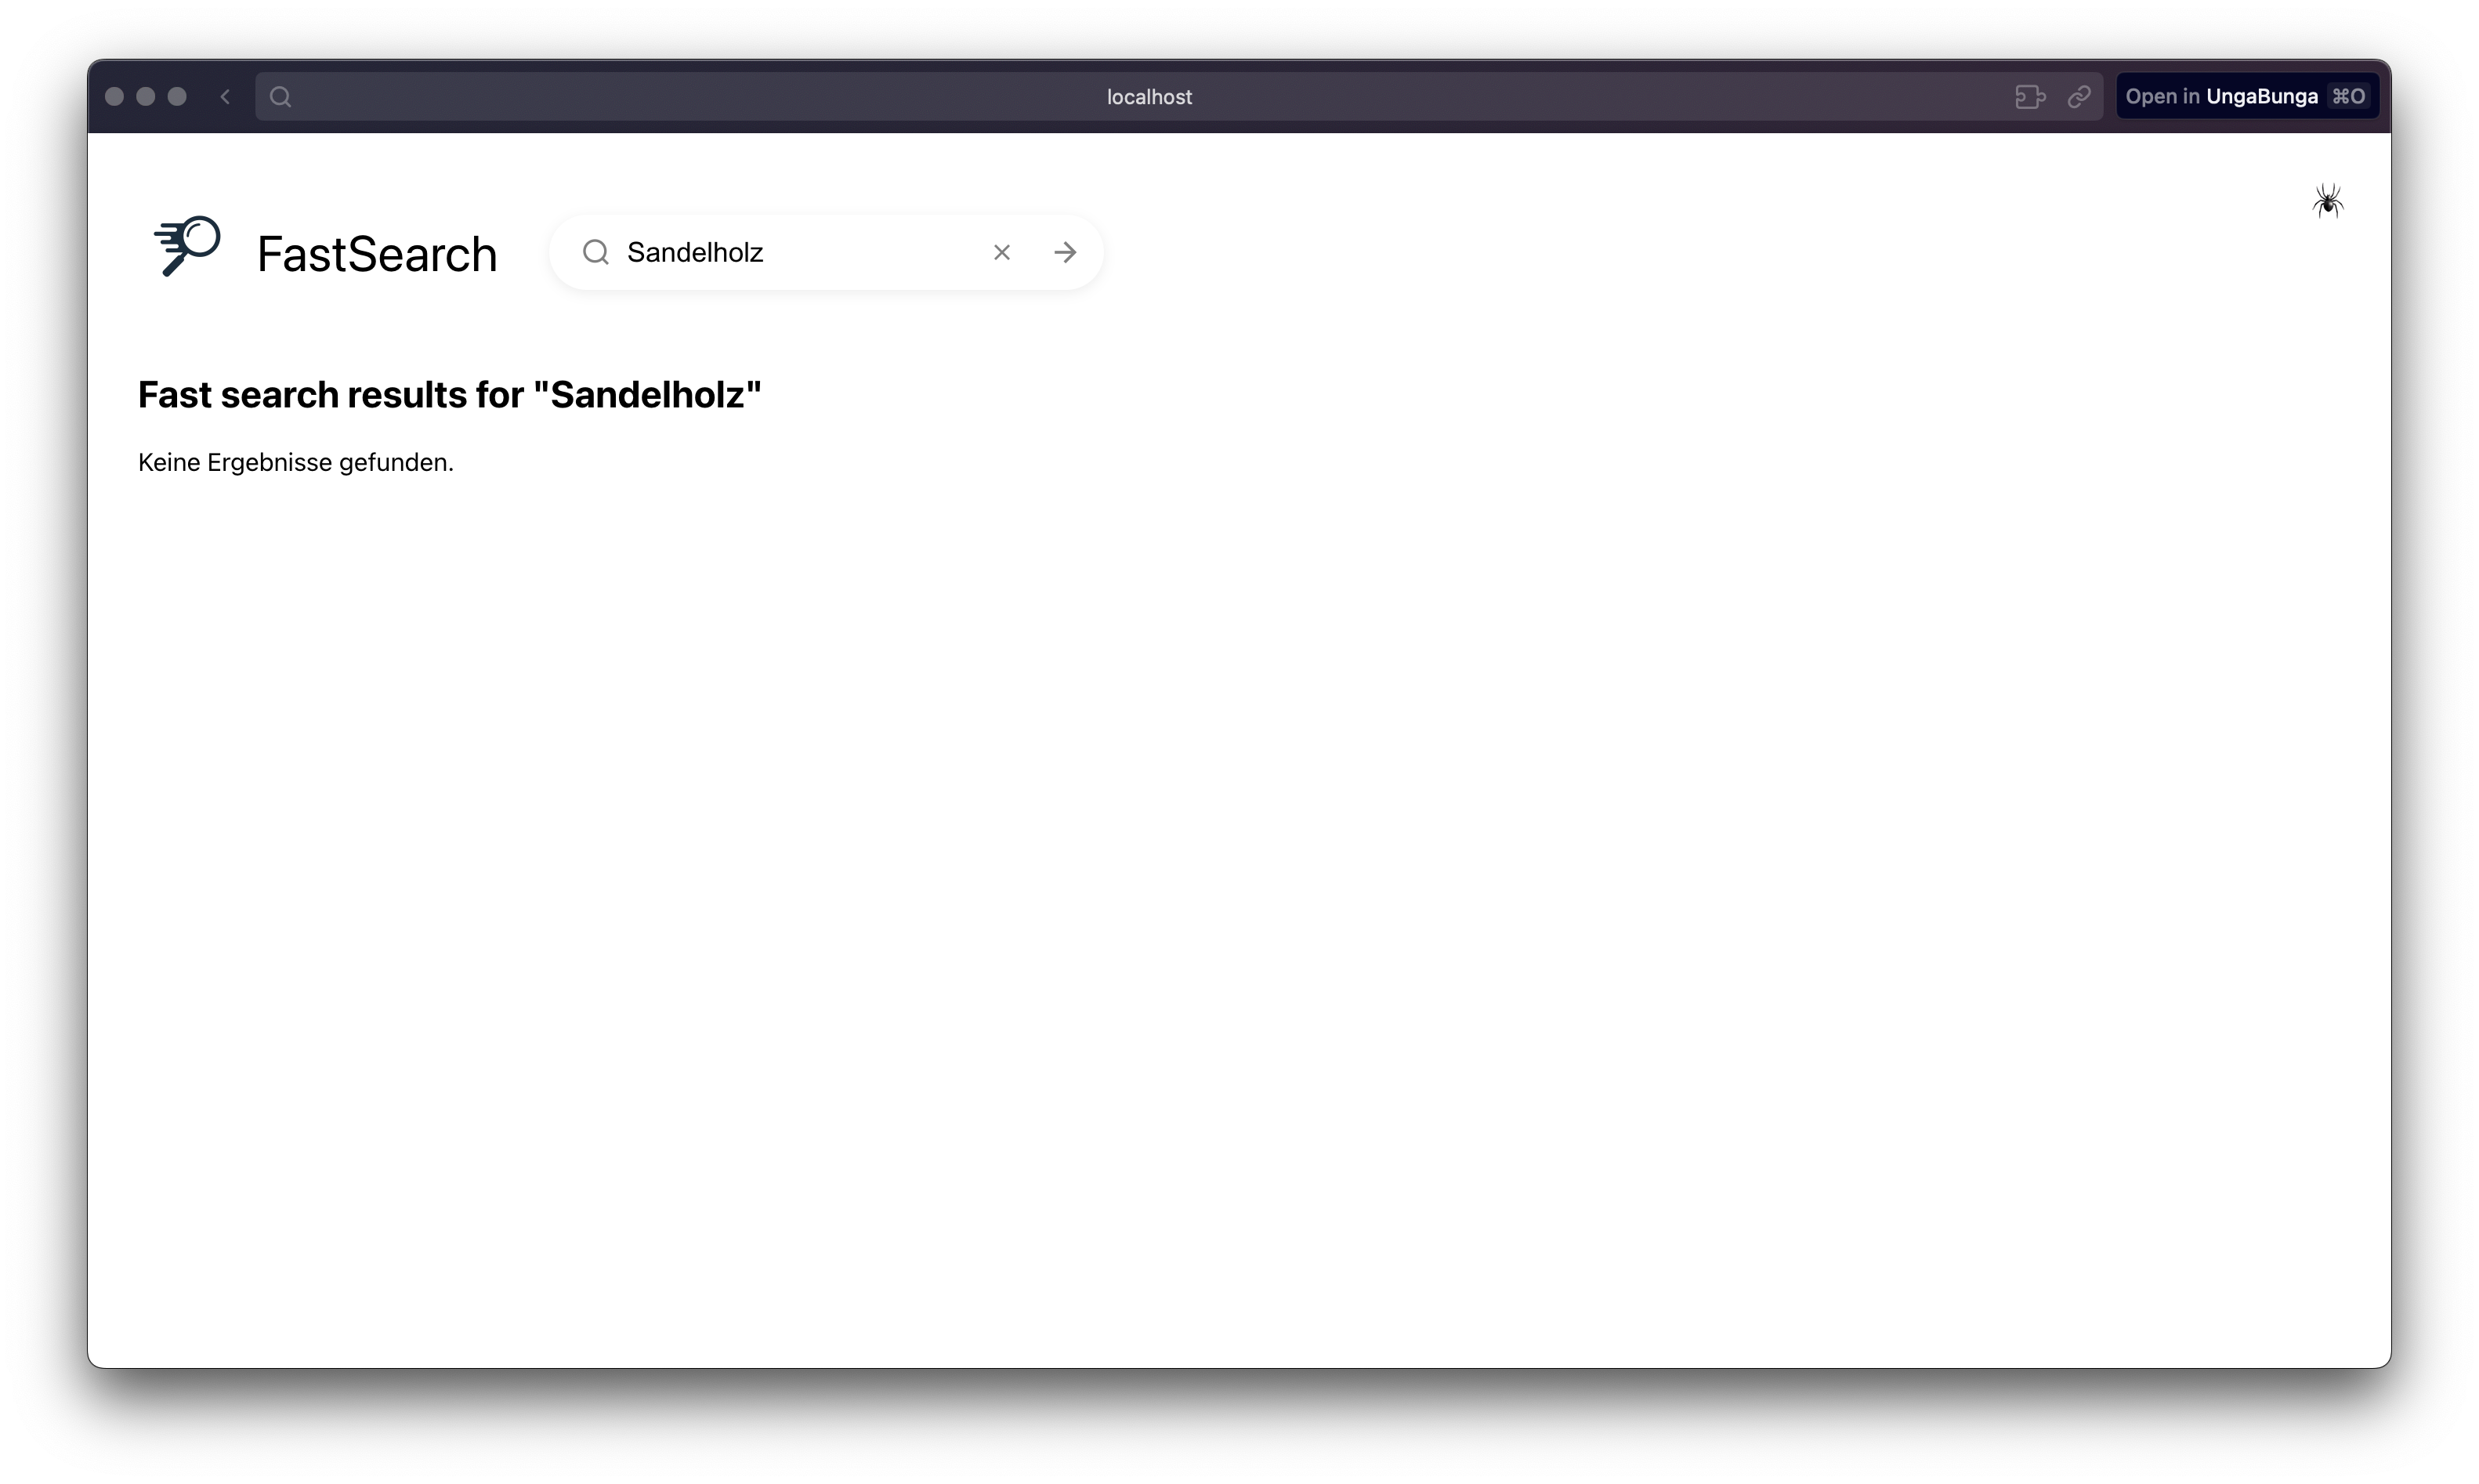 localhost
Open in UngaBunga ⌘O
FastSearch
Sandelholz
Fast search results for "Sandelholz"
Keine Ergebnisse gefunden.